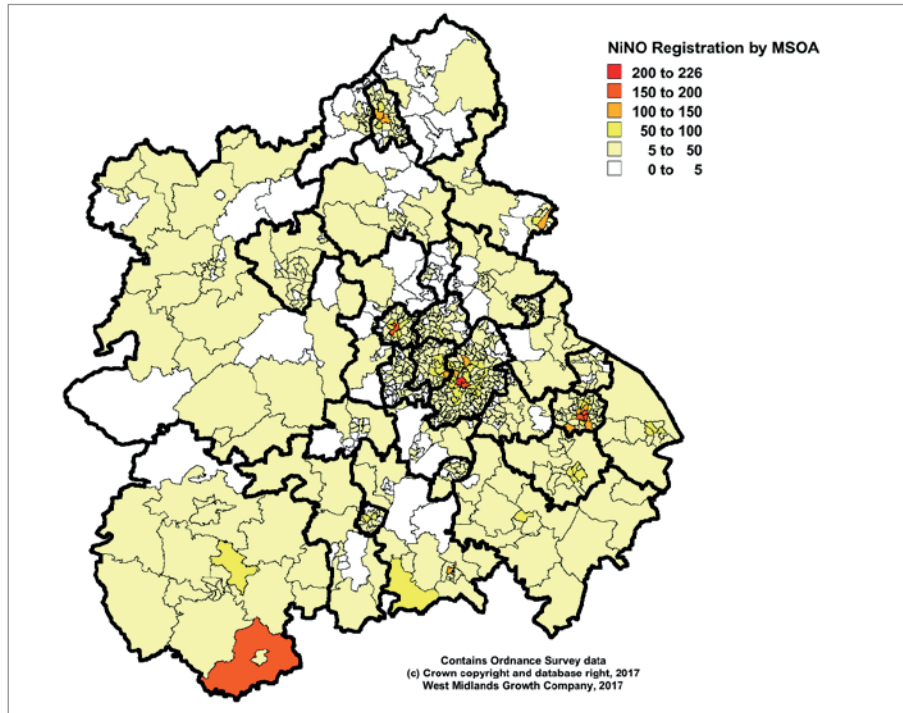 NiNO Registration by MSOA
200 to 226
150 to 200
100 to 150
50 to 100
5 to 50
0 to 5
Contains Ordnance Survey data
(c) Crown copyright and database right, 2017
West Midlands Growth Company, 2017